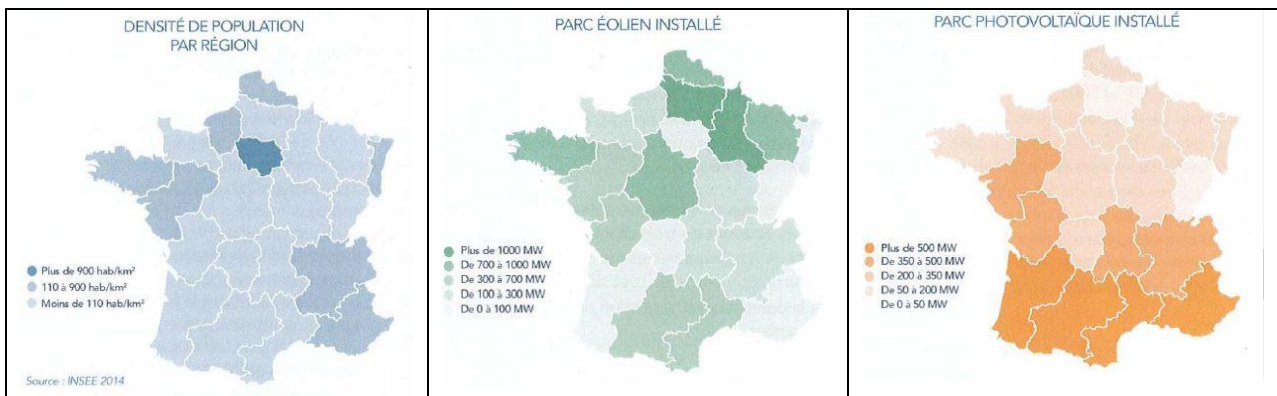 DENSITÉ DE POPULATION
PAR RÉGION
Plus de 900 hab/km²
110 à 900 hab/km²
Moins de 110 hab/km²
Source : INSEE 2014
PARC ÉOLIEN INSTALLÉ
Plus de 1000 MW
De 700 à 1000 MW
De 300 à 700 MW
De 100 à 300 MW
De 0 à 100 MW
PARC PHOTOVOLTAÏQUE INSTALLÉ
Plus de 500 MW
De 350 à 500 MW
De 200 à 350 MW
De 50 à 200 MW
De 0 à 50 MW